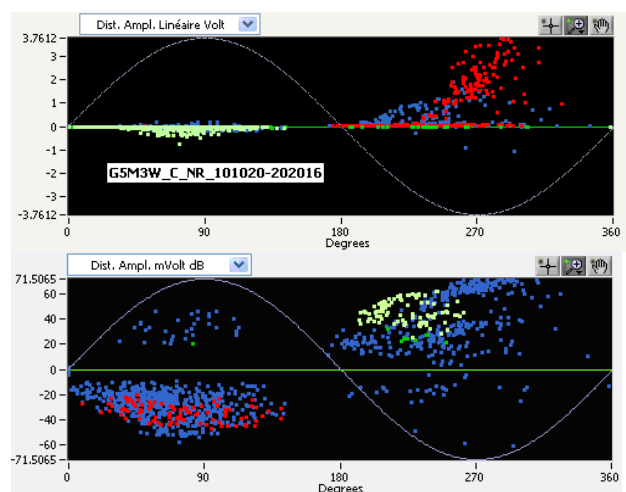 Dist. Ampl. Linéaire Volt
3.7612
3
2
1
0
-1
-2
-3
-3.7612
G5M3W_C_NR_101020-202016
0 90 180 270 360
Degrees
Dist. Ampl. mVolt dB
71.5065
60
40
20
0
-20
-40
-60
-71.5065
0 90 180 270 360
Degrees